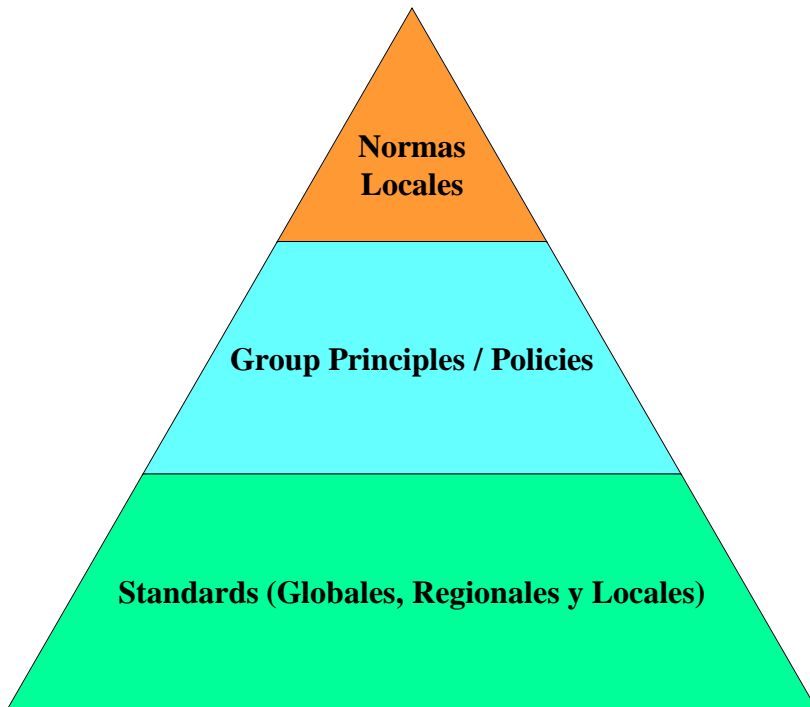 Normas
Locales
Group Principles / Policies
Standards (Globales, Regionales y Locales)